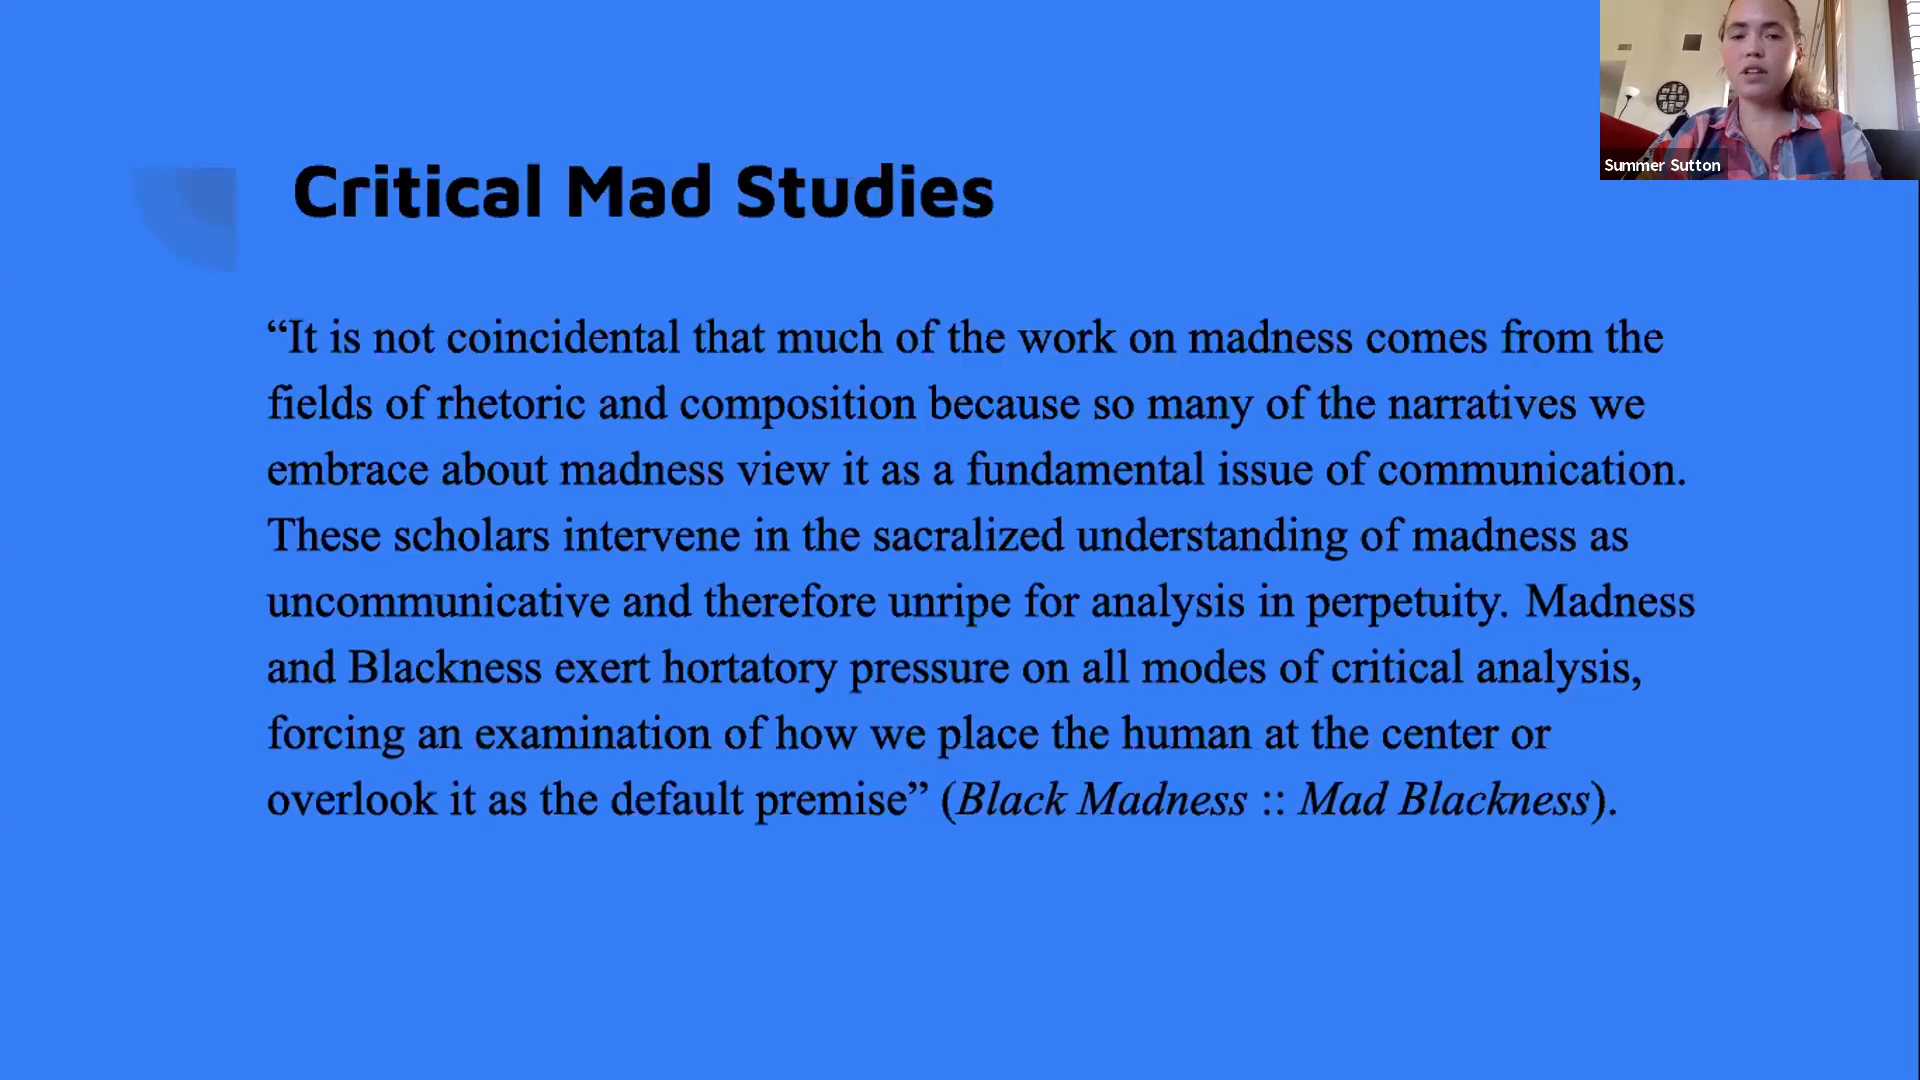 Critical Mad Studies
Summer Sutton
“It is not coincidental that much of the work on madness comes from the
fields of rhetoric and composition because so many of the narratives we
embrace about madness view it as a fundamental issue of communication.
These scholars intervene in the sacralized understanding of madness as
uncommunicative and therefore unripe for analysis in perpetuity. Madness
and Blackness exert hortatory pressure on all modes of critical analysis,
forcing an examination of how we place the human at the center or
overlook it as the default premise” (Black Madness :: Mad Blackness).